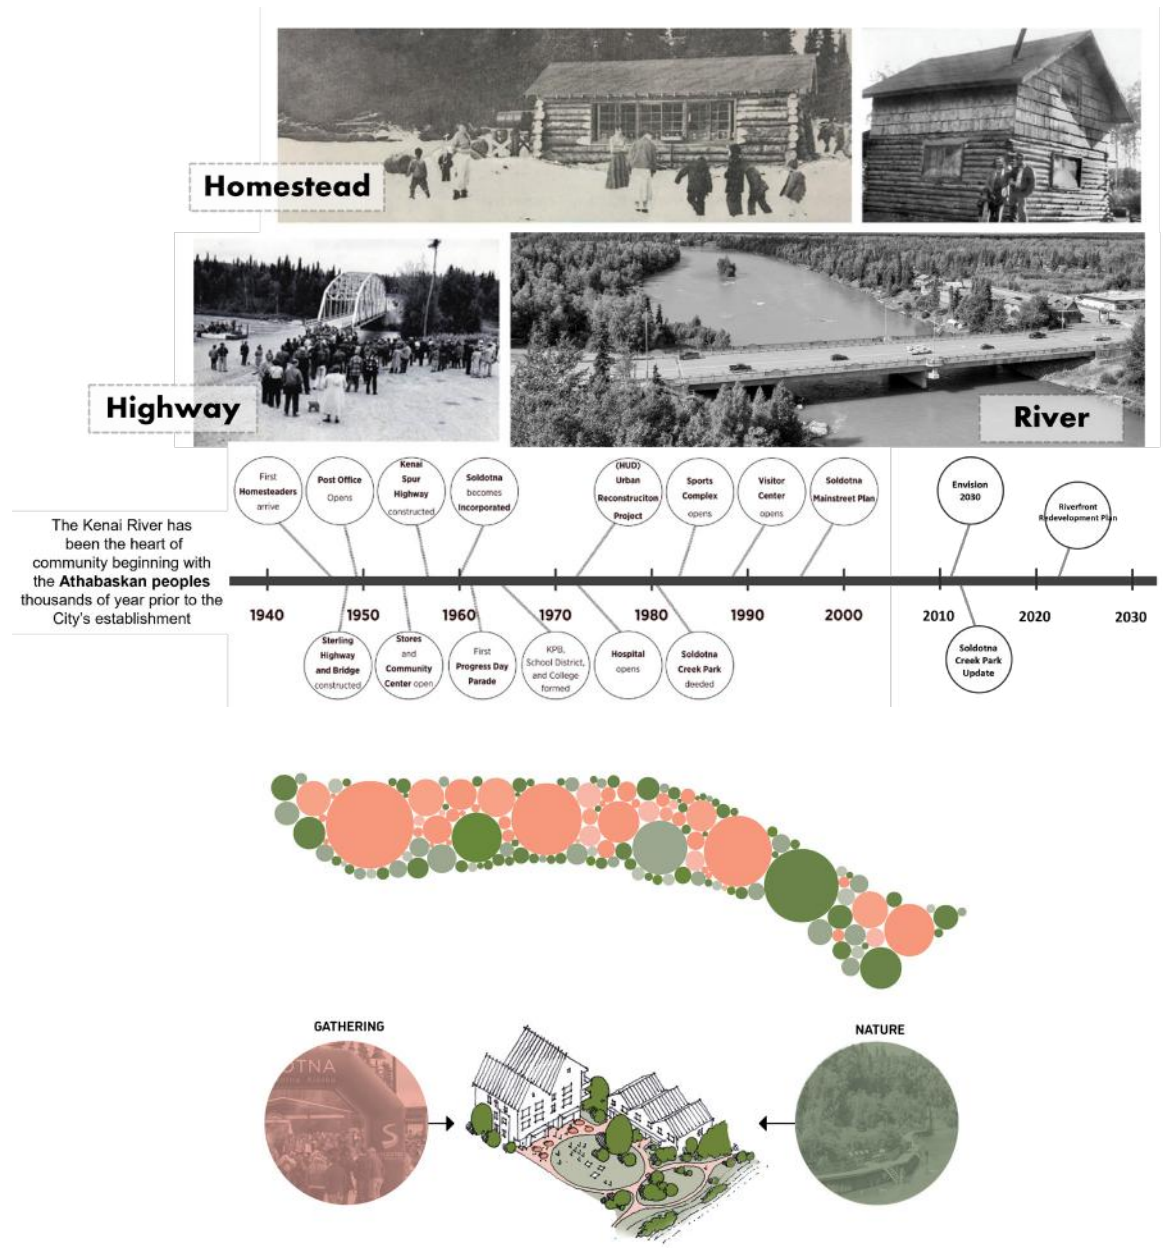 Homestead
Highway
River
First
Homesteaders
arrive
Post Office
Opens
Kenai
Spur
Highway
constructed
Soldotna
becomes
Incorporated
(HUD)
Urban
Reconstruciton
Project
Sports
Complex
opens
Visitor
Center
opens
Soldotna
Mainstreet Plan
Envision
2030
Riverfront
Redevelopment Plan
The Kenai River has
been the heart of
community beginning with
the Athabaskan peoples
thousands of year prior to the
City's establishment
1940
1950
1960
1970
1980
1990
2000
2010
2020
2030
Sterling
Highway
and Bridge
constructed
Stores
and
Community
Center open
First
Progress Day
Parade
KPB,
School District,
and College
formed
Hospital
opens
Soldotna
Creek Park
deeded
Soldotna
Creek Park
Update
GATHERING
NATURE
OTNA
S